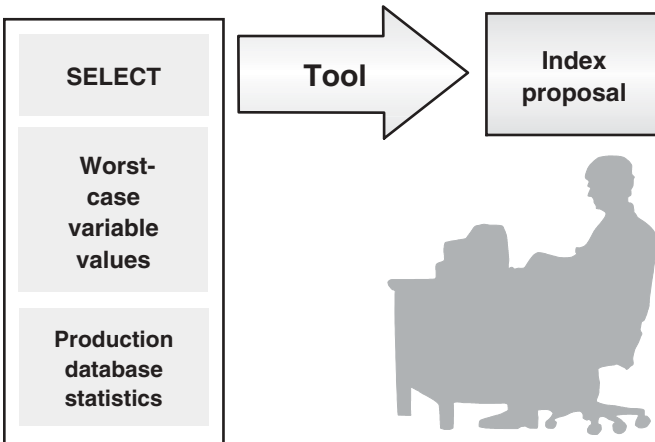 SELECT
Worst-
case
variable
values
Production
database
statistics
Tool
Index
proposal